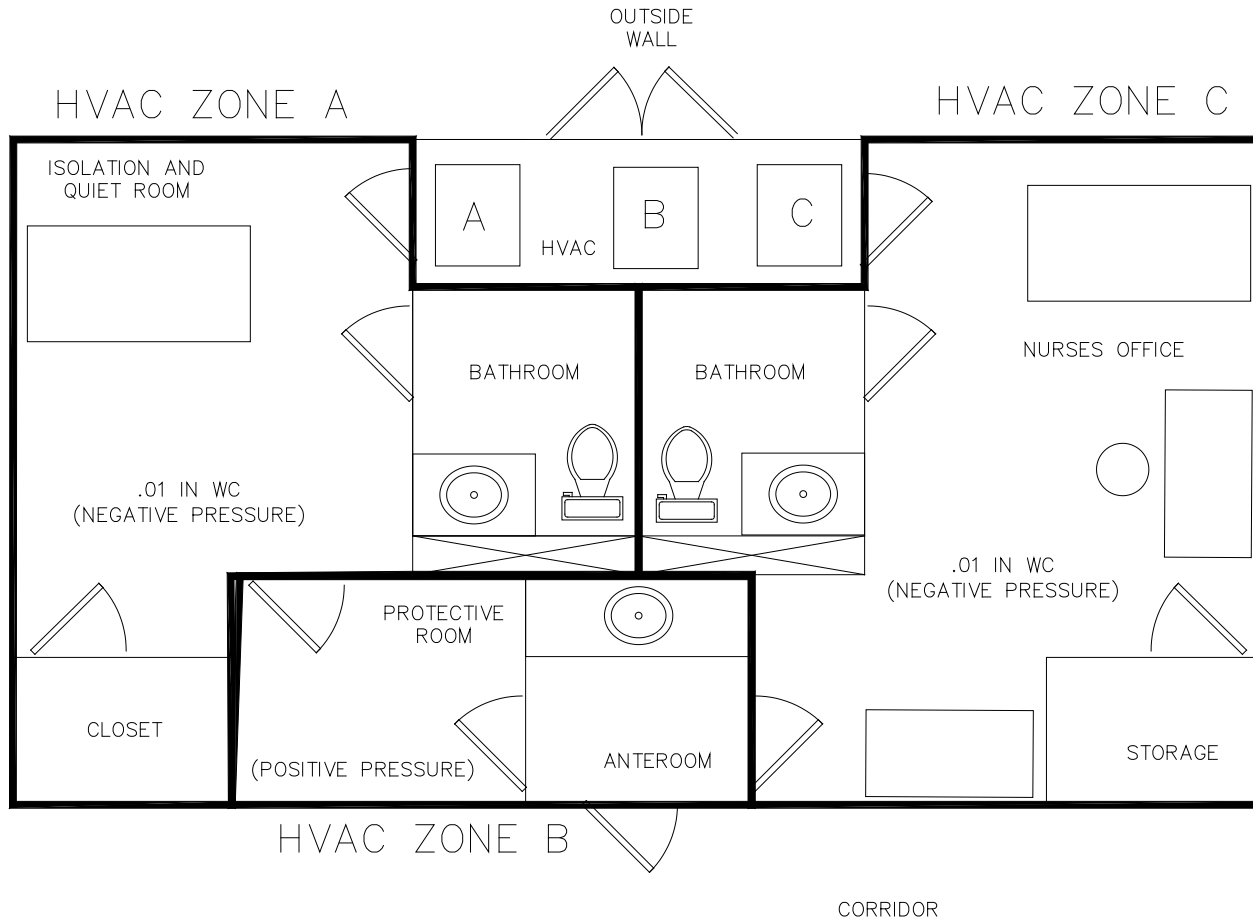 OUTSIDE
WALL
HVAC ZONE A
HVAC ZONE C
ISOLATION AND
QUIET ROOM
A
B
C
HVAC
NURSES OFFICE
BATHROOM
BATHROOM
.01 IN WC
(NEGATIVE PRESSURE)
.01 IN WC
(NEGATIVE PRESSURE)
PROTECTIVE
ROOM
CLOSET
(POSITIVE PRESSURE)
ANTEROOM
STORAGE
HVAC ZONE B
CORRIDOR